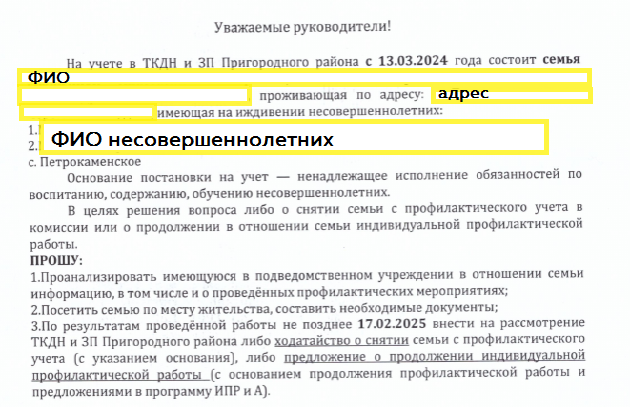 Уважаемые руководители!
На учете в ТКДН и ЗП Пригородного района с 13.03.2024 года состоит семья
ФИО
проживающая по адресу: адрес
имеющая на иждивении несовершеннолетних:
1.
ФИО несовершеннолетних
2.
с. Петрокаменское
Основание постановки на учет — ненадлежащее исполнение обязанностей по
воспитанию, содержанию, обучению несовершеннолетних.
В целях решения вопроса либо о снятии семьи с профилактического учета в
комиссии или о продолжении в отношении семьи индивидуальной профилактической
работы.
ПРОШУ:
1.Проанализировать имеющуюся в подведомственном учреждении в отношении семьи
информацию, в том числе и о проведённых профилактических мероприятиях;
2.Посетить семью по месту жительства, составить необходимые документы;
3.По результатам проведённой работы не позднее 17.02.2025 внести на рассмотрение
ТКДН и ЗП Пригородного района либо ходатайство о снятии семьи с профилактического
учета (с указанием основания), либо предложение о продолжении индивидуальной
профилактической работы (с основанием продолжения профилактической работы и
предложениями в программу ИПР и А).